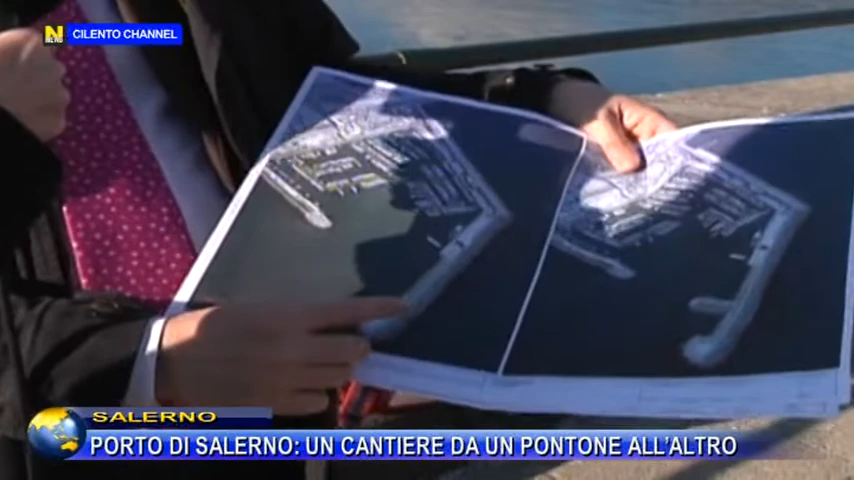 N
CILENTO CHANNEL
SALERNO
PORTO DI SALERNO: UN CANTIERE DA UN PONTONE ALL'ALTRO